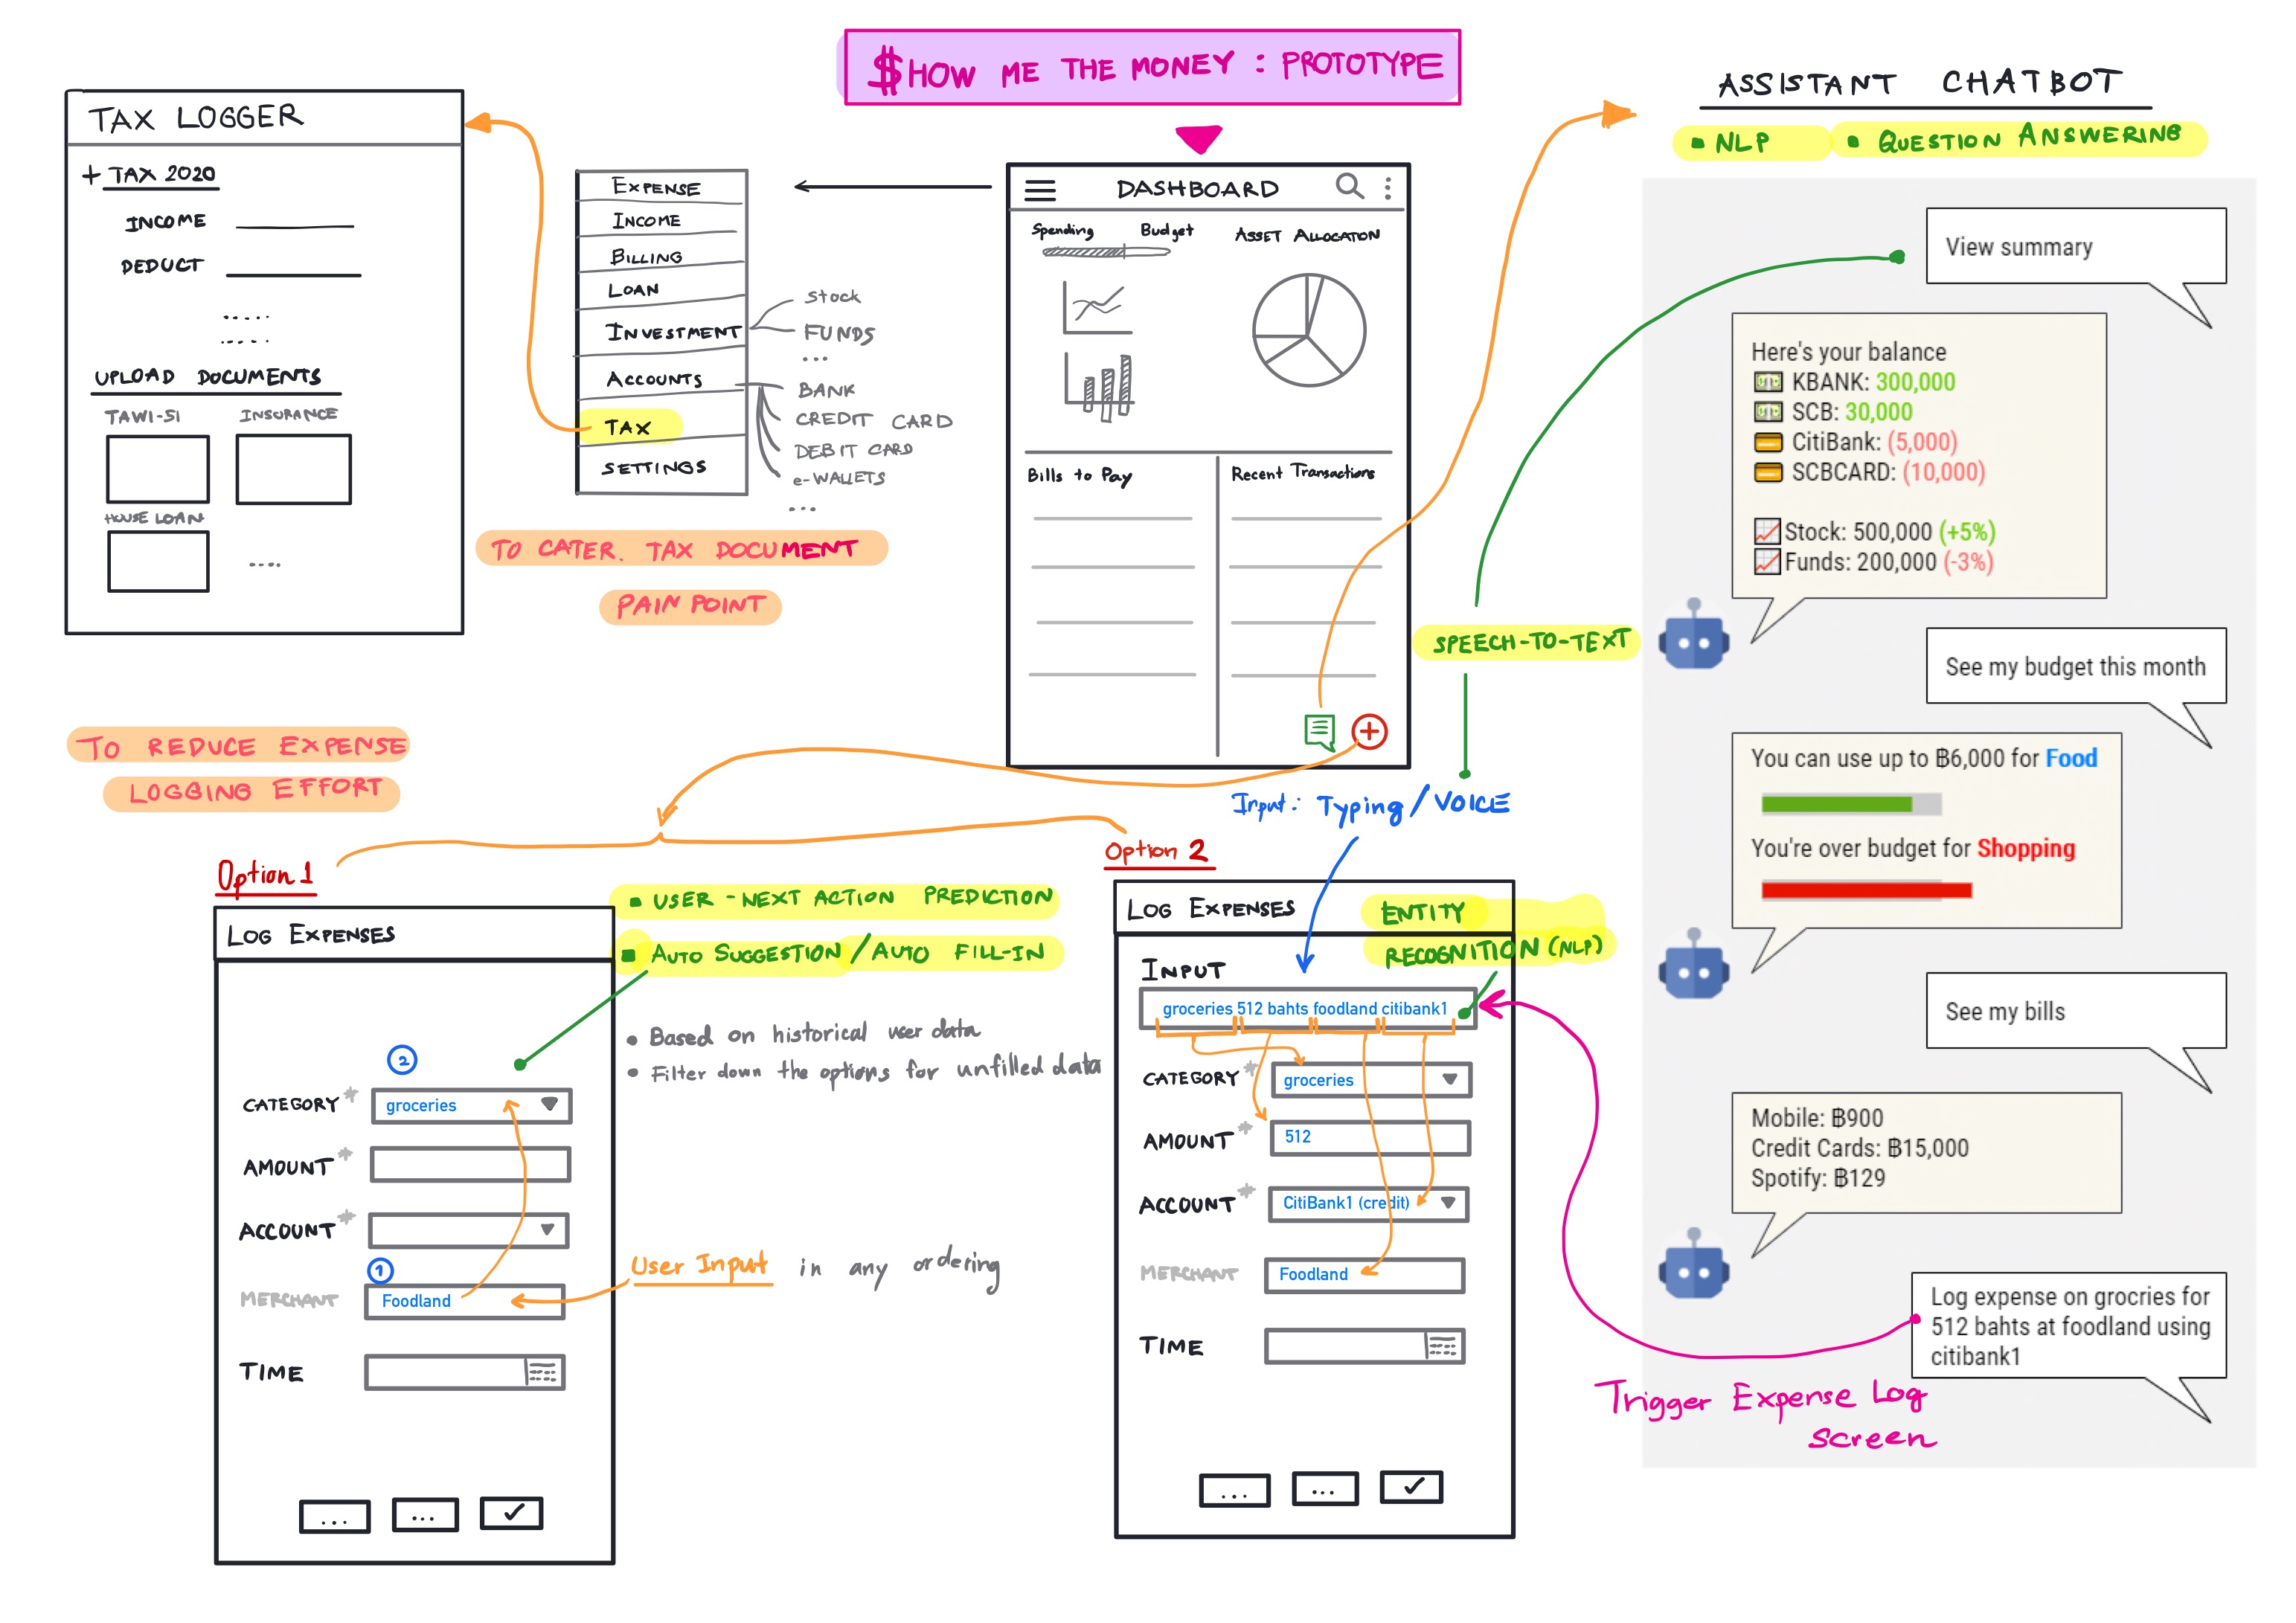 $HOW ME THE MONEY : PROTOTYPE
TAX LOGGER
+ TAX 2020
INCOME
DEDUCT
.....
.....
UPLOAD DOCUMENTS
TAWI-51
INSURANCE
HOUSE LOAN
....
EXPENSE
INCOME
BILLING
LOAN
INVESTMENT
STOCK
FUNDS
...
ACCOUNTS
BANK
CREDIT CARD
DEBIT CARD
e-WALLETS
...
TAX
SETTINGS
TO CATER. TAX DOCUMENT
PAIN POINT
DASHBOARD
Spending
Budget
ASSET ALLOCATION
Bills to Pay
Recent Transactions
ASSISTANT CHATBOT
NLP
QUESTION ANSWERING
View summary
Here's your balance
KBANK: 300,000
SCB: 30,000
CitiBank: (5,000)
SCBCARD: (10,000)
Stock: 500,000 (+5%)
Funds: 200,000 (-3%)
See my budget this month
You can use up to ฿6,000 for Food
You're over budget for Shopping
See my bills
Mobile: ฿900
Credit Cards: ฿15,000
Spotify: ฿129
Log expense on grocries for
512 bahts at foodland using
citibank1
SPEECH-TO-TEXT
Input: Typing/VOICE
Trigger Expense Log
Screen
TO REDUCE EXPENSE
LOGGING EFFORT
Option 1
LOG EXPENSES
USER-NEXT ACTION PREDICTION
AUTO SUGGESTION/AUTO FILL-IN
Based on historical user data
Filter down the options for unfilled data
2
CATEGORY*
groceries
AMOUNT*
ACCOUNT*
1
MERCHANT
Foodland
TIME
User Input in any ordering
...
...
Option 2
LOG EXPENSES
ENTITY
RECOGNITION (NLP)
INPUT
groceries 512 bahts foodland citibank1
CATEGORY*
groceries
AMOUNT*
512
ACCOUNT*
CitiBank1 (credit)
MERCHANT
Foodland
TIME
...
...